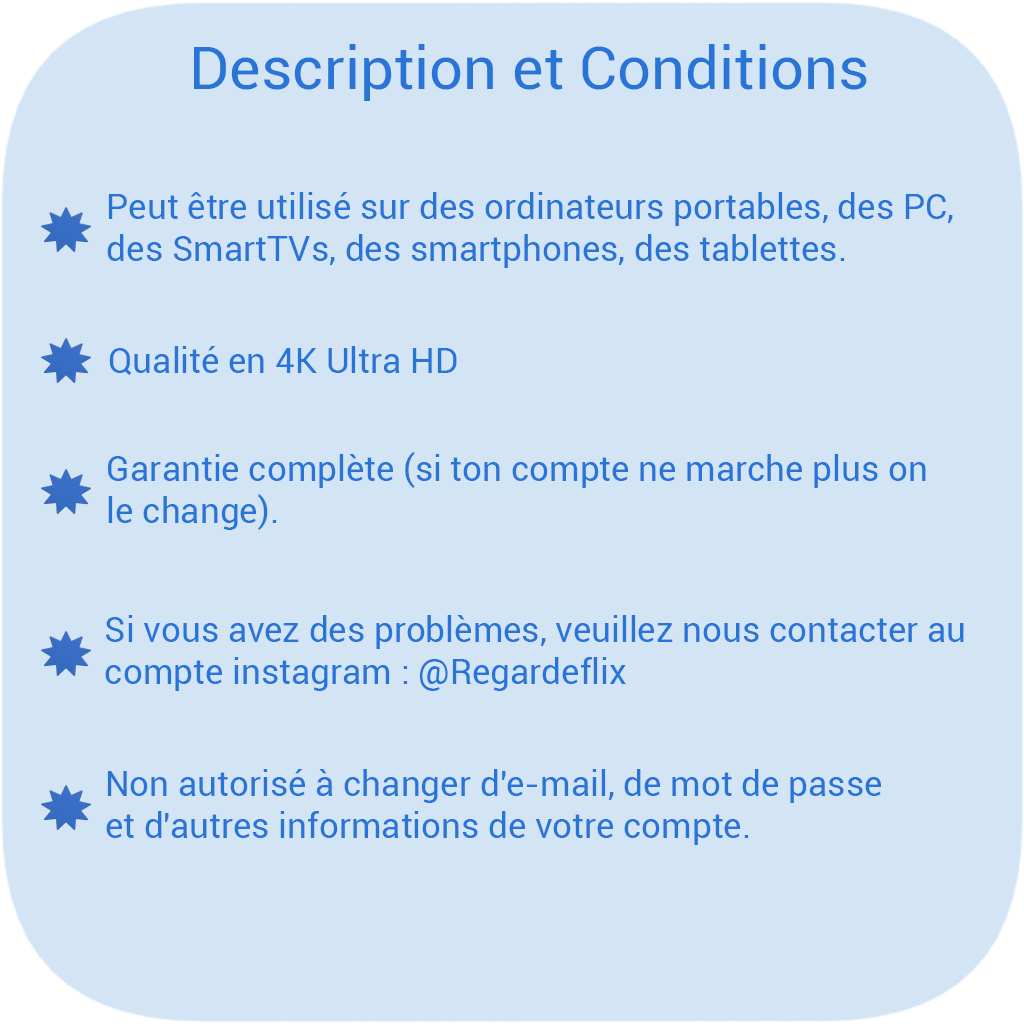 Description et Conditions
Peut être utilisé sur des ordinateurs portables, des PC,
des SmartTVs, des smartphones, des tablettes.
Qualité en 4K Ultra HD
Garantie complète (si ton compte ne marche plus on
le change).
Si vous avez des problèmes, veuillez nous contacter au
compte instagram : @Regardeflix
Non autorisé à changer d'e-mail, de mot de passe
et d'autres informations de votre compte.